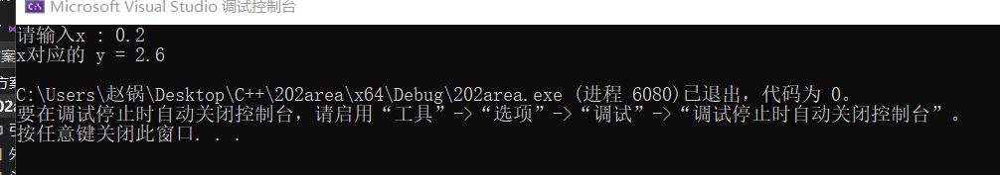 Microsoft Visual Studio 调试控制台
请输入x : 0.2
x对应的 y = 2.6
C:\Users\赵锅\Desktop\C++\202area\x64\Debug\202area.exe (进程 6080)已退出，代码为 0。
要在调试停止时自动关闭控制台，请启用“工具”->“选项”->“调试”->“调试停止时自动关闭控制台”。
按任意键关闭此窗口. . .